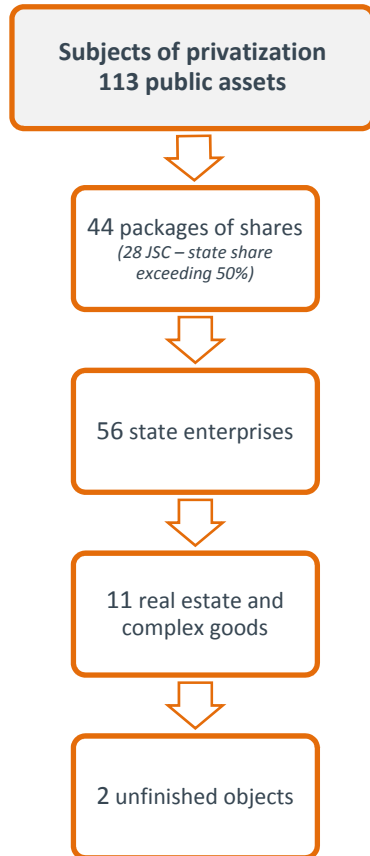 Subjects of privatization
113 public assets
44 packages of shares
(28 JSC – state share
exceeding 50%)
56 state enterprises
11 real estate and
complex goods
2 unfinished objects